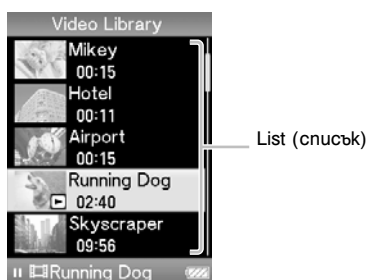 Video Library
Mikey
00:15
Hotel
00:11
Airport
00:15
Running Dog
02:40
Skyscraper
09:56
Running Dog
List (списък)